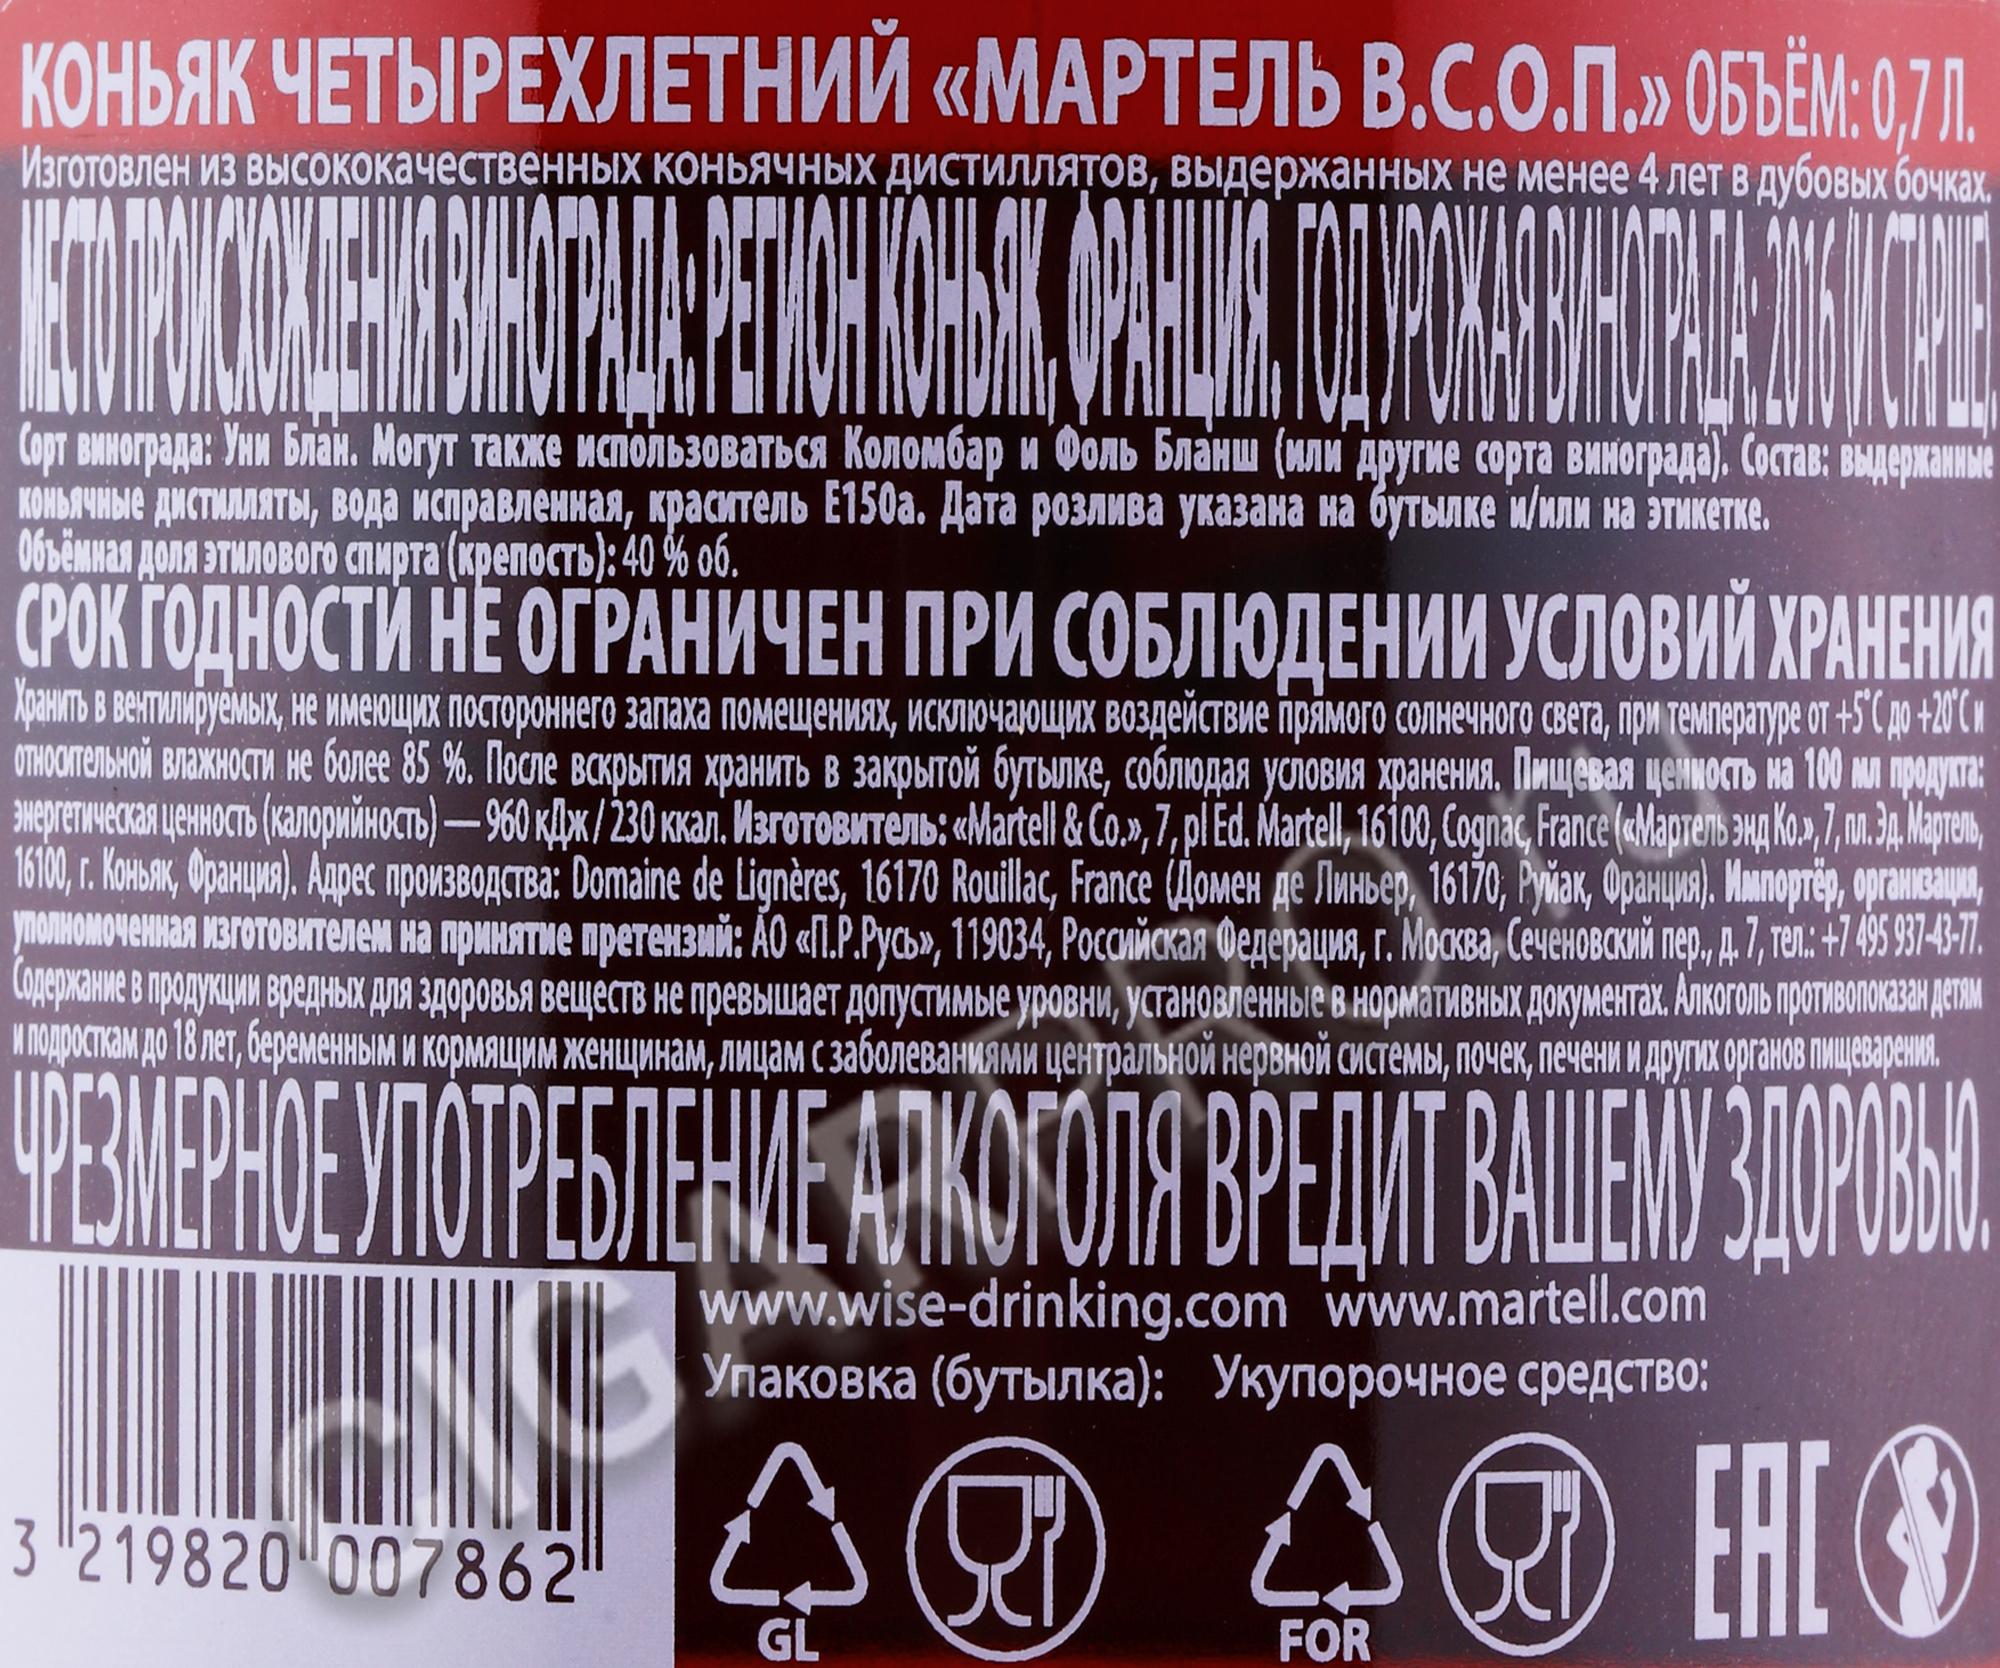 КОНЬЯК ЧЕТЫРЕХЛЕТНИЙ «МАРТЕЛЬ В.С.О.П.» ОБЪЁМ: 0,7 Л.
Изготовлен из высококачественных коньячных дистиллятов, выдержанных не менее 4 лет в дубовых бочках.
МЕСТО ПРОИСХОЖДЕНИЯ ВИНОГРАДА: РЕГИОН КОНЬЯК, ФРАНЦИЯ. ГОД УРОЖАЯ ВИНОГРАДА: 2016 (И СТАРШЕ).
Сорт винограда: Уни Блан. Могут также использоваться Коломбар и Фоль Бланш (или другие сорта винограда). Состав: выдержанные
коньячные дистилляты, вода исправленная, краситель Е150а. Дата розлива указана на бутылке и/или на этикетке.
Объёмная доля этилового спирта (крепость): 40 % об.
СРОК ГОДНОСТИ НЕ ОГРАНИЧЕН ПРИ СОБЛЮДЕНИИ УСЛОВИЙ ХРАНЕНИЯ
Хранить в вентилируемых, не имеющих постороннего запаха помещениях, исключающих воздействие прямого солнечного света, при температуре от +5°С до +20°С и
относительной влажности не более 85 %. После вскрытия хранить в закрытой бутылке, соблюдая условия хранения. Пищевая ценность на 100 мл продукта:
энергетическая ценность (калорийность) — 960 кДж / 230 ккал. Изготовитель: «Martell & Co.», 7, pl Ed. Martell, 16100, Cognac, France («Мартель энд Ко.», 7, пл. Эд. Мартель,
16100, г. Коньяк, Франция). Адрес производства: Domaine de Lignères, 16170 Rouillac, France (Домен де Линьер, 16170, Руйак, Франция). Импортёр, организация,
уполномоченная изготовителем на принятие претензий: АО «П.Р.Русь», 119034, Российская Федерация, г. Москва, Сеченовский пер., д. 7, тел.: +7 495 937-43-77.
Содержание в продукции вредных для здоровья веществ не превышает допустимые уровни, установленные в нормативных документах. Алкоголь противопоказан детям
и подросткам до 18 лет, беременным и кормящим женщинам, лицам с заболеваниями центральной нервной системы, почек, печени и других органов пищеварения.
ЧРЕЗМЕРНОЕ УПОТРЕБЛЕНИЕ АЛКОГОЛЯ ВРЕДИТ ВАШЕМУ ЗДОРОВЬЮ.
www.wise-drinking.com www.martell.com
Упаковка (бутылка): Укупорочное средство:
3 219820 007862
GL FOR EAC
CIGARPRO.ru